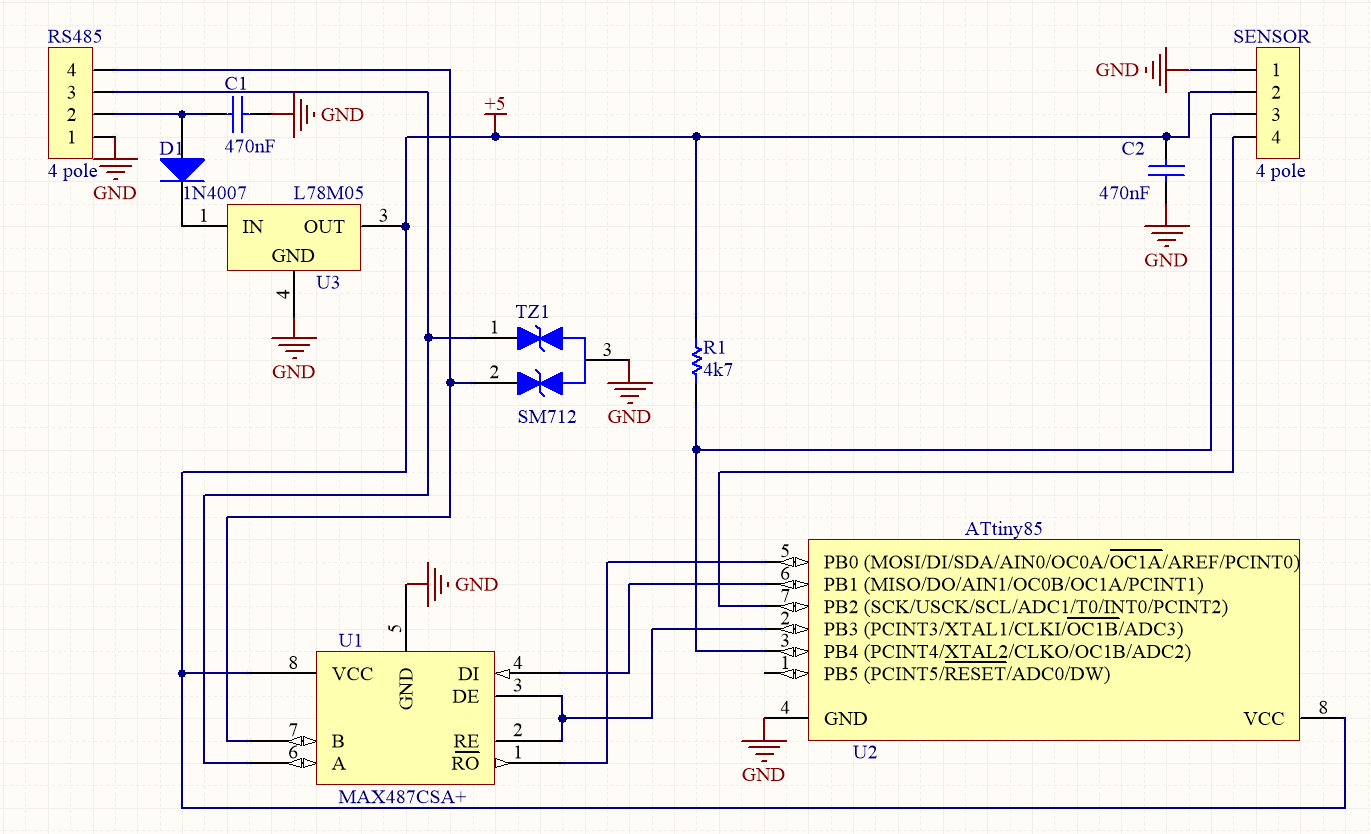 RS485
4
3
2
1
4 pole
GND
C1
470nF
GND
D1
1N4007
L78M05
1
IN
OUT
3
GND
U3
4
GND
+5
SENSOR
GND
1
2
3
4
4 pole
C2
470nF
GND
TZ1
1
2
3
SM712
GND
R1
4k7
GND
5
U1
8
VCC
GND
DI
4
DE
3
7
B
RE
2
6
A
RO
1
MAX487CSA+
ATtiny85
5
PB0 (MOSI/DI/SDA/AIN0/OC0A/OC1A/AREF/PCINT0)
6
PB1 (MISO/DO/AIN1/OC0B/OC1A/PCINT1)
7
PB2 (SCK/USCK/SCL/ADC1/T0/INT0/PCINT2)
2
PB3 (PCINT3/XTAL1/CLKI/OC1B/ADC3)
3
PB4 (PCINT4/XTAL2/CLKO/OC1B/ADC2)
1
PB5 (PCINT5/RESET/ADC0/DW)
4
GND
VCC
8
U2
GND